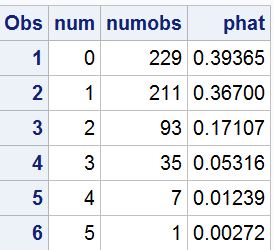 Obs num numobs phat
1 0 229 0.39365
2 1 211 0.36700
3 2 93 0.17107
4 3 35 0.05316
5 4 7 0.01239
6 5 1 0.00272